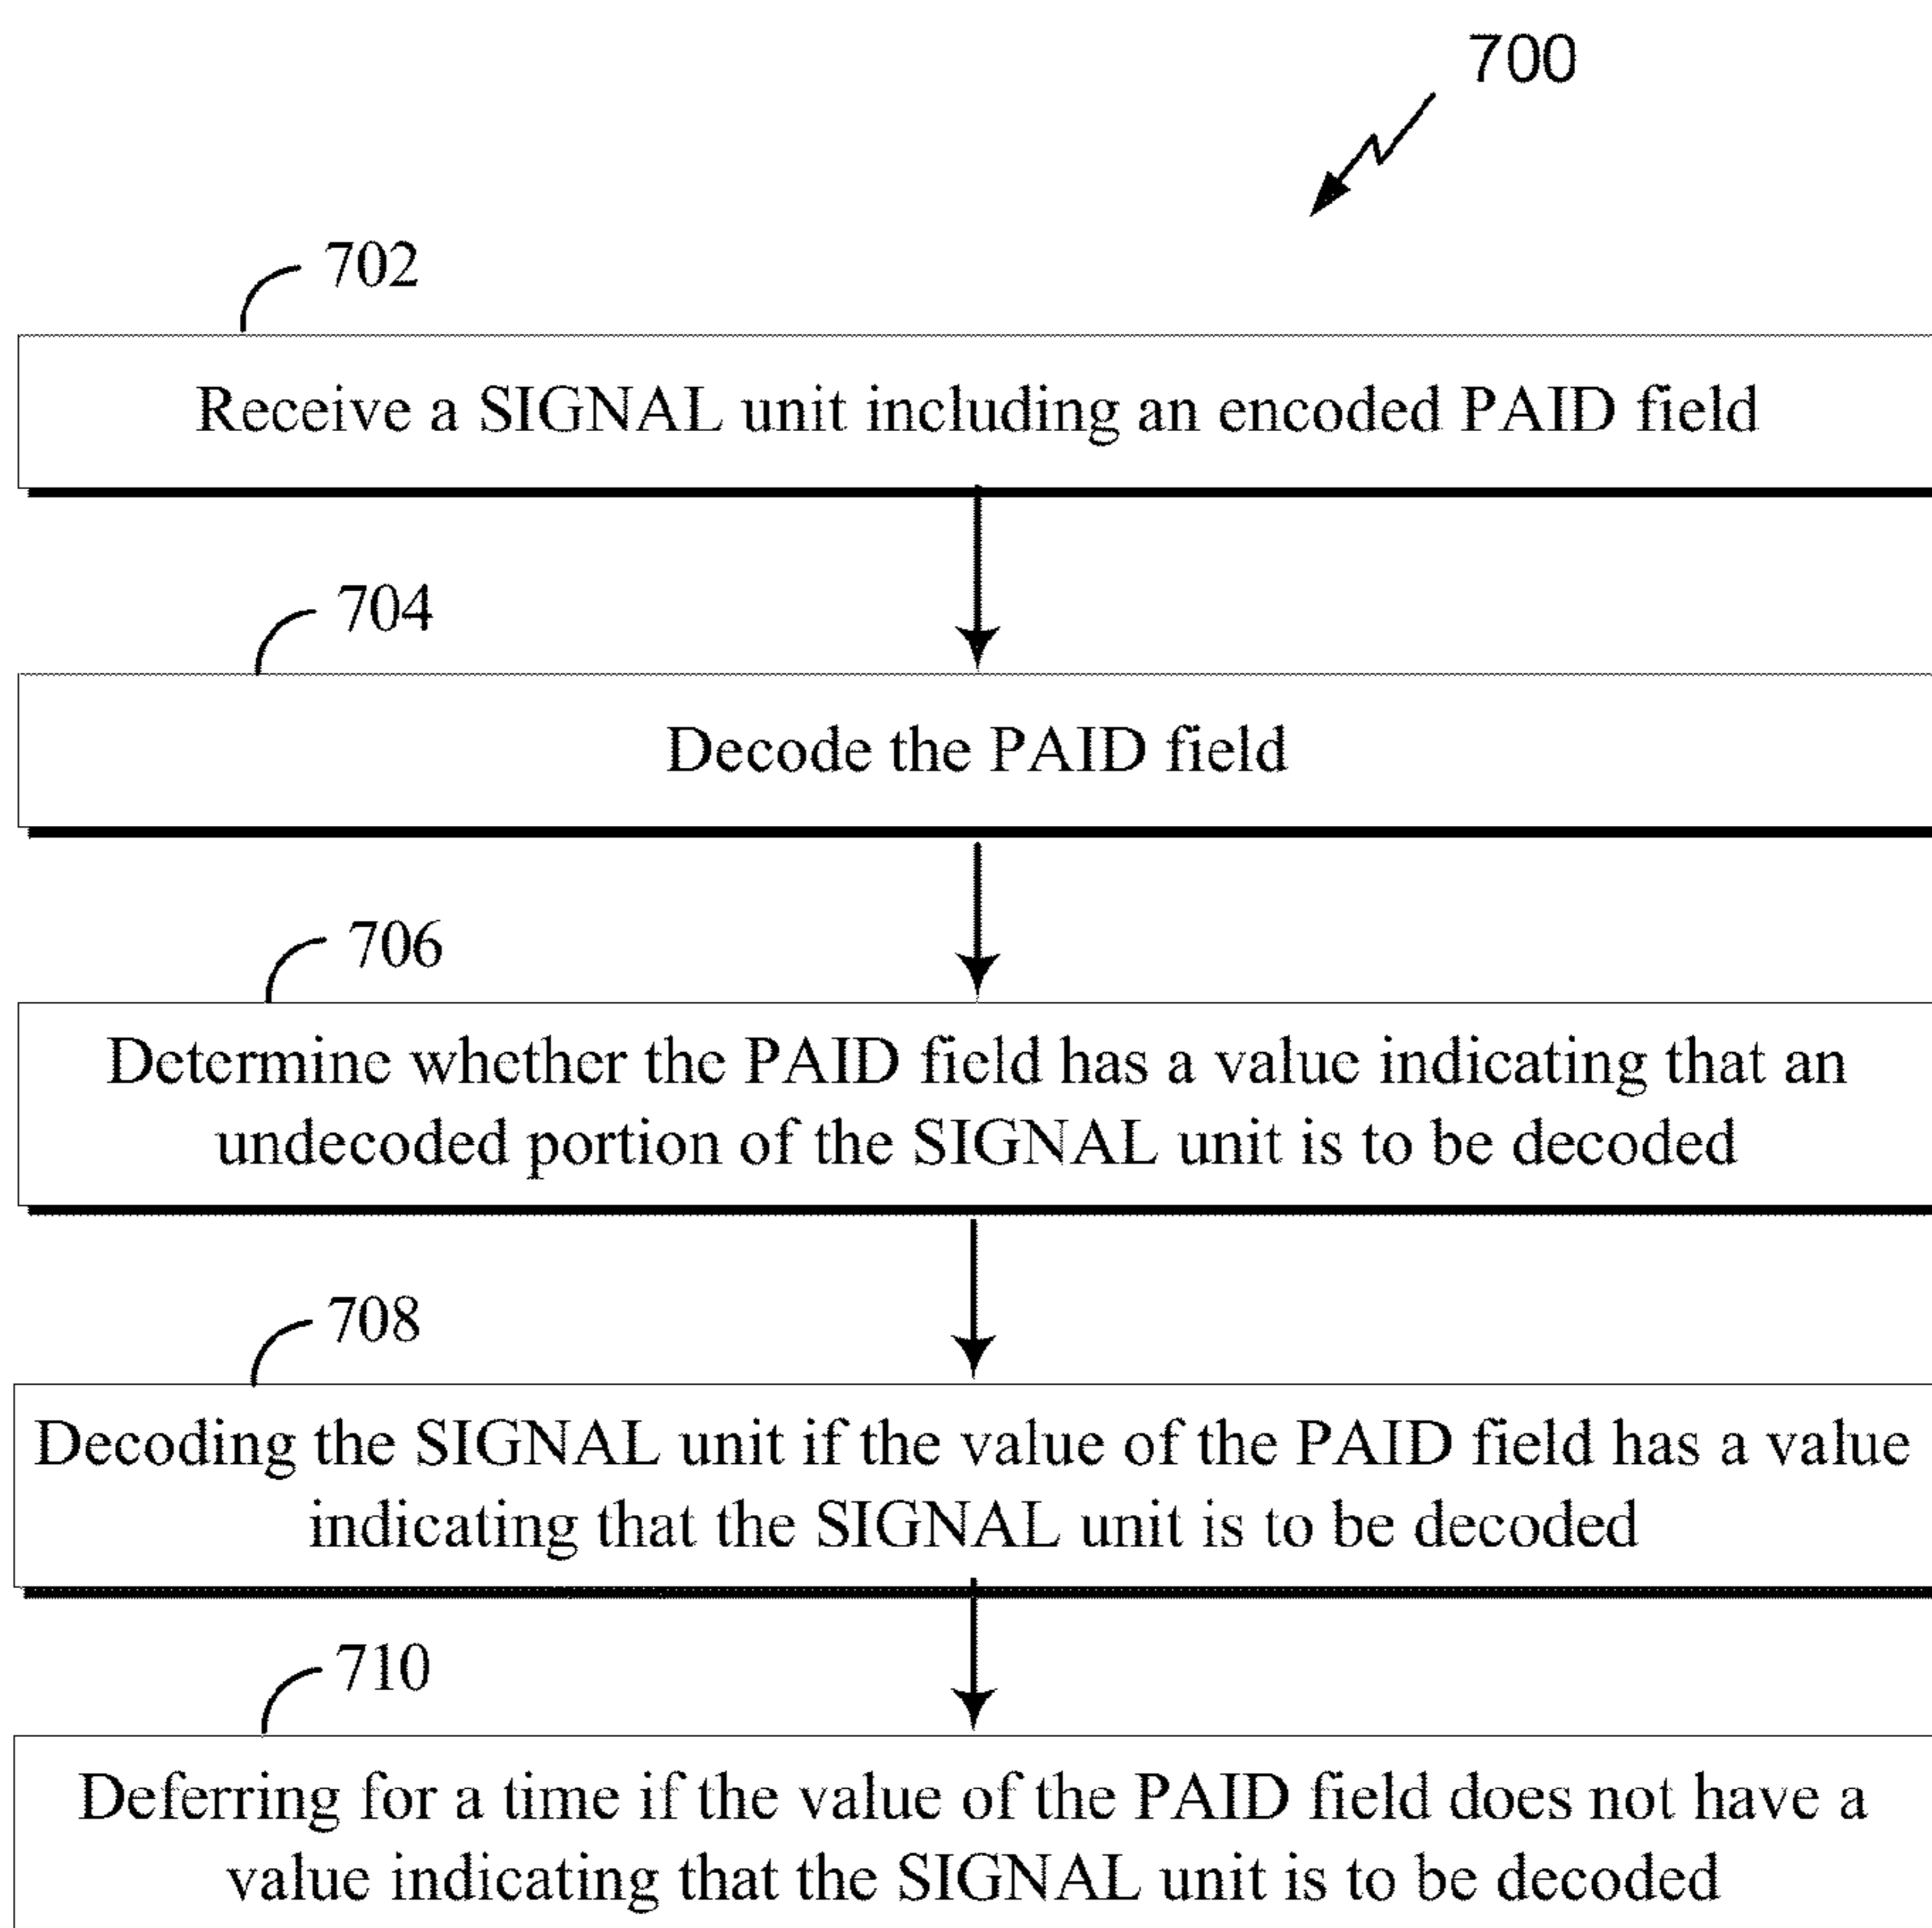 700
702
Receive a SIGNAL unit including an encoded PAID field
704
Decode the PAID field
706
Determine whether the PAID field has a value indicating that an
undecoded portion of the SIGNAL unit is to be decoded
708
Decoding the SIGNAL unit if the value of the PAID field has a value
indicating that the SIGNAL unit is to be decoded
710
Deferring for a time if the value of the PAID field does not have a
value indicating that the SIGNAL unit is to be decoded